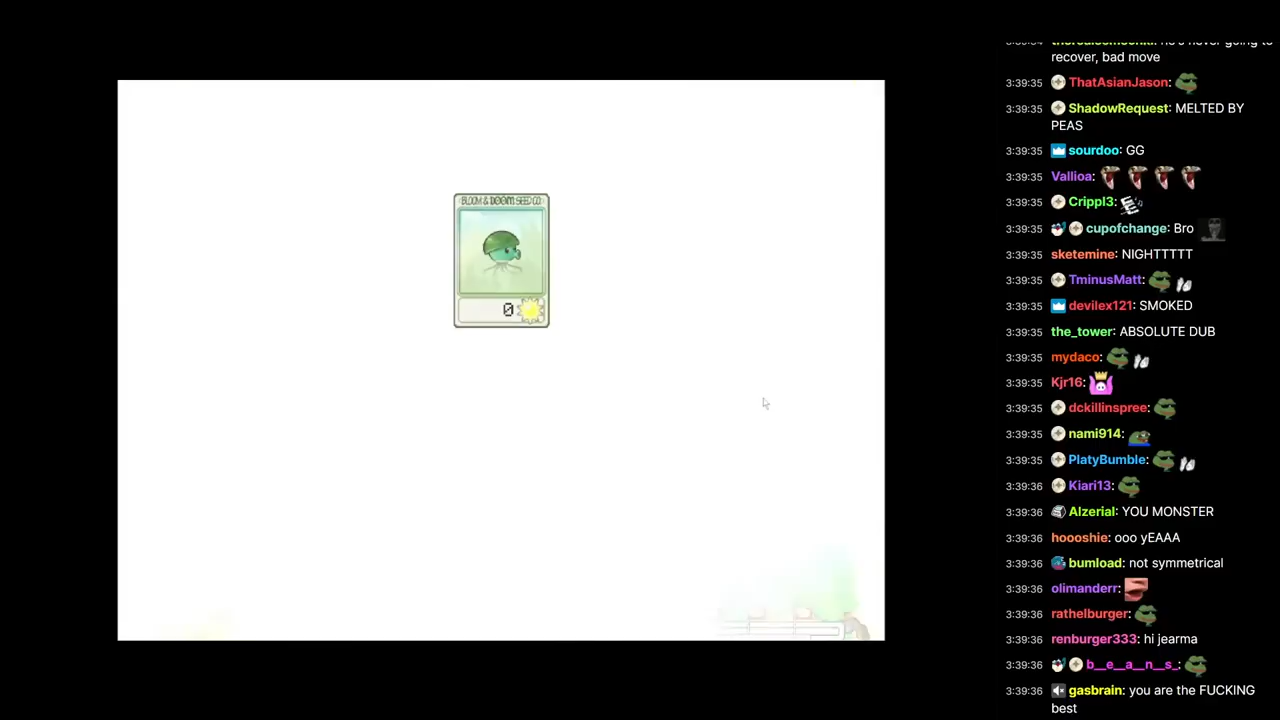 BLOOM & DOOM SEED CO
0
recover, bad move
3:39:35 ThatAsianJason:
3:39:35 ShadowRequest: MELTED BY
PEAS
3:39:35 sourdoo: GG
3:39:35 Vallioa:
3:39:35 Crippl3:
3:39:35 cupofchange: Bro
3:39:35 sketemine: NIGHTTTTT
3:39:35 TminusMatt:
3:39:35 devilex121: SMOKED
3:39:35 the_tower: ABSOLUTE DUB
3:39:35 mydaco:
3:39:35 Kjr16:
3:39:35 dckillinspree:
3:39:35 nami914:
3:39:35 PlatyBumble:
3:39:36 Kiari13:
3:39:36 Alzerial: YOU MONSTER
3:39:36 hoooshie: ooo yEAAA
3:39:36 bumload: not symmetrical
3:39:36 olimanderr:
3:39:36 rathelburger:
3:39:36 renburger333: hi jearma
3:39:36 b__e__a__n__s_:
3:39:36 gasbrain: you are the FUCKING
best